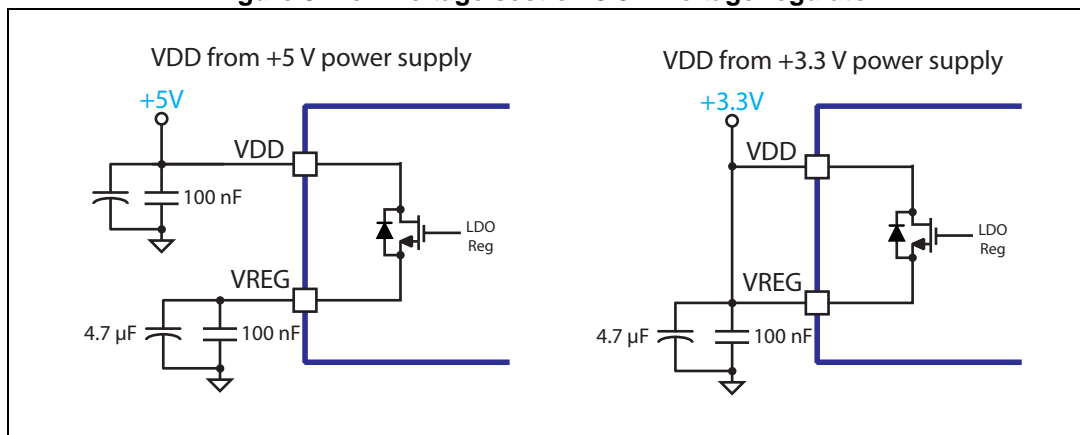 VDD from +5 V power supply
+5V
VDD
100 nF
LDO
Reg
VREG
4.7 µF
100 nF
VDD from +3.3 V power supply
+3.3V
VDD
LDO
Reg
VREG
4.7 µF
100 nF